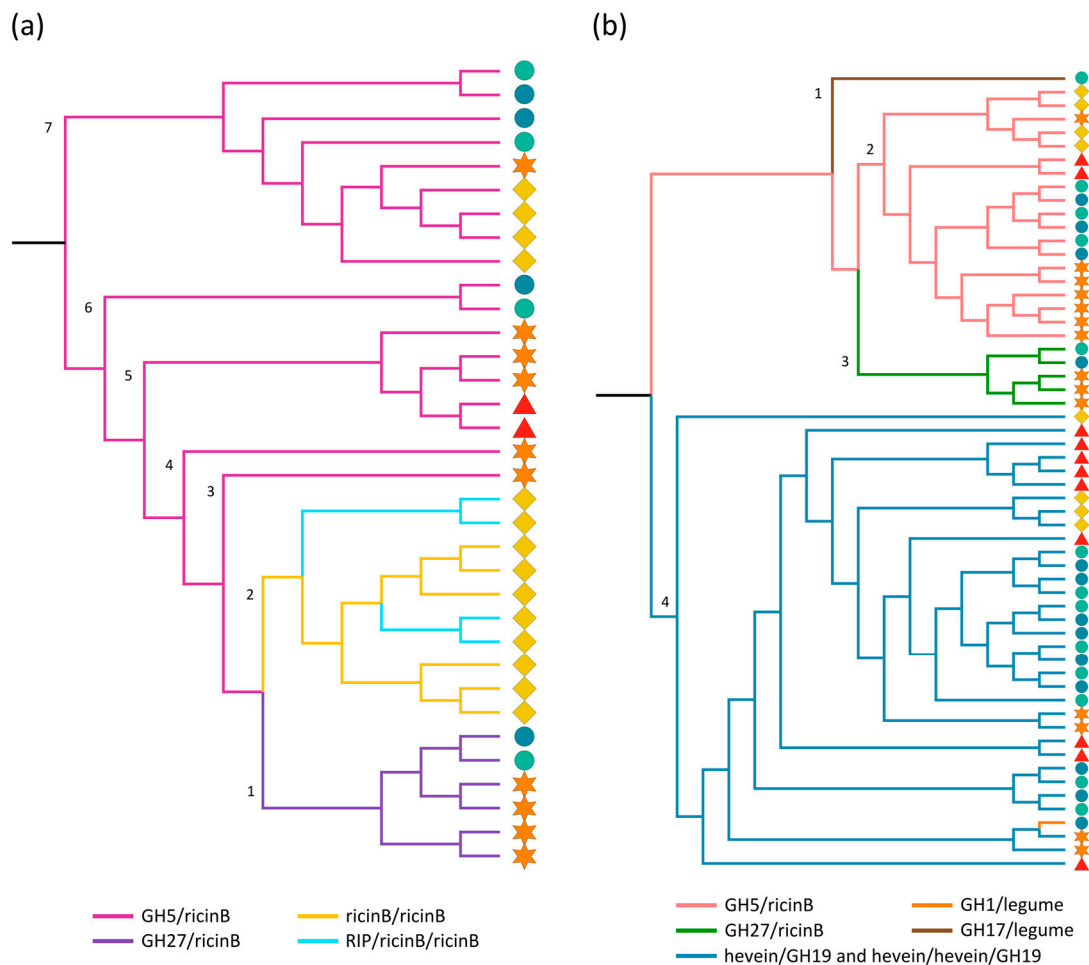 (a)
(b)
7
6
5
4
3
2
1
1
2
3
4
GH5/ricinB
ricinB/ricinB
GH27/ricinB
RIP/ricinB/ricinB
GH5/ricinB
GH1/legume
GH27/ricinB
GH17/legume
hevein/GH19 and hevein/hevein/GH19